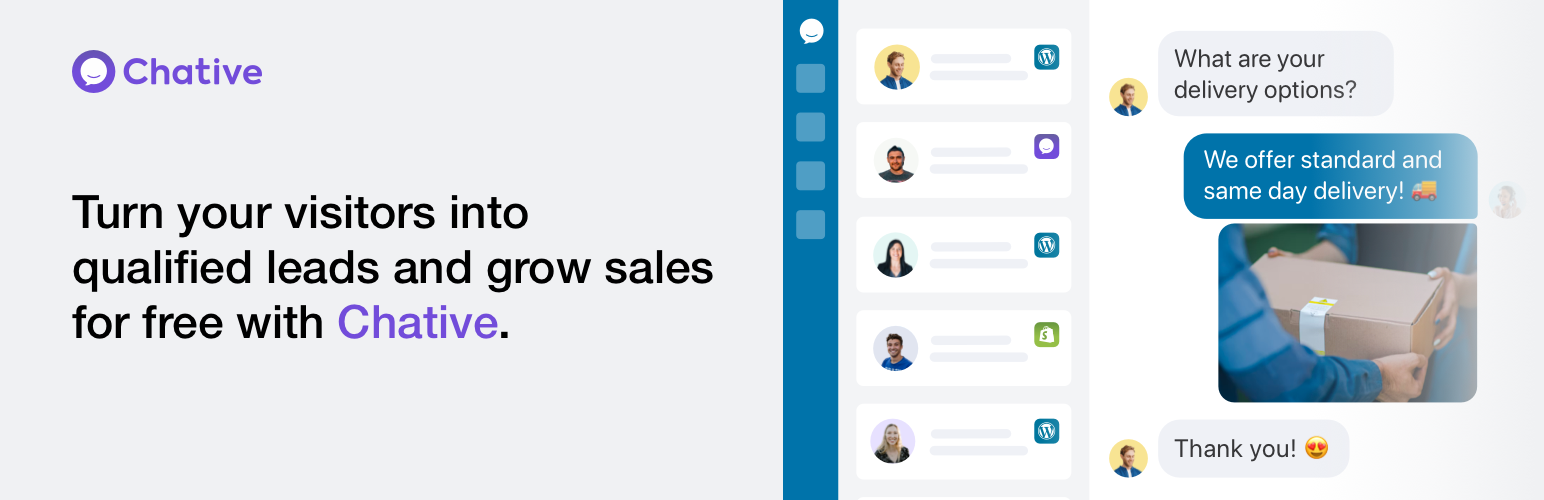 Chative
Turn your visitors into
qualified leads and grow sales
for free with Chative.
What are your
delivery options?
We offer standard and
same day delivery! 🚚
Thank you! 😍